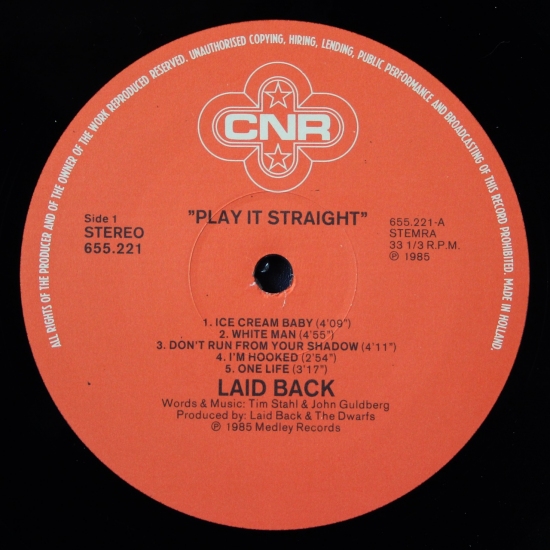 ALL RIGHTS OF THE PRODUCER AND OF THE OWNER OF THE WORK REPRODUCED RESERVED. UNAUTHORISED COPYING, HIRING, LENDING, PUBLIC PERFORMANCE AND BROADCASTING OF THIS RECORD PROHIBITED. MADE IN HOLLAND.
CNR
Side 1
STEREO
655.221
"PLAY IT STRAIGHT"
655.221-A
STEMRA
33 1/3 R.P.M.
℗ 1985
1. ICE CREAM BABY (4'09")
2. WHITE MAN (4'55")
3. DON'T RUN FROM YOUR SHADOW (4'11")
4. I'M HOOKED (2'54")
5. ONE LIFE (3'17")
LAID BACK
Words & Music: Tim Stahl & John Guldberg
Produced by: Laid Back & The Dwarfs
℗ 1985 Medley Records